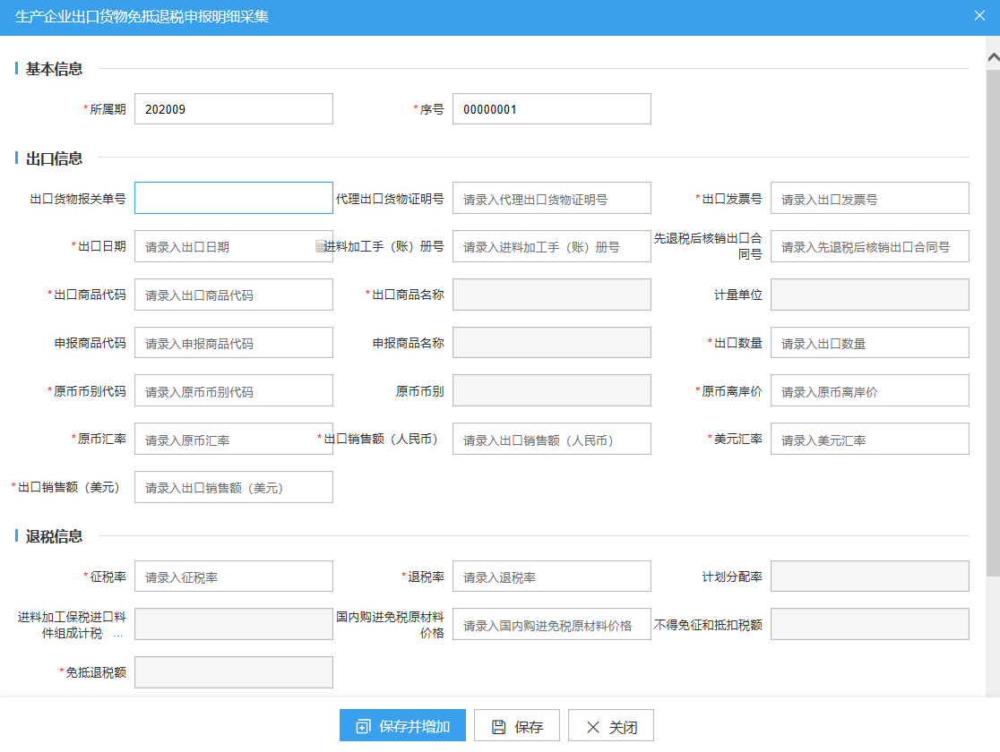 生产企业出口货物免抵退税申报明细采集
基本信息
*所属期 202009 *序号 00000001
出口信息
出口货物报关单号 代理出口货物证明号 请录入代理出口货物证明号 *出口发票号 请录入出口发票号
*出口日期 请录入出口日期 进料加工手（账）册号 请录入进料加工手（账）册号 先退税后核销出口合
同号 请录入先退税后核销出口合同号
*出口商品代码 请录入出口商品代码 *出口商品名称 计量单位
申报商品代码 请录入申报商品代码 申报商品名称 *出口数量 请录入出口数量
*原币币别代码 请录入原币币别代码 原币币别 *原币离岸价 请录入原币离岸价
*原币汇率 请录入原币汇率 *出口销售额（人民币） 请录入出口销售额（人民币） *美元汇率 请录入美元汇率
*出口销售额（美元） 请录入出口销售额（美元）
退税信息
*征税率 请录入征税率 *退税率 请录入退税率 计划分配率
进料加工保税进口料
件组成计税 ... 国内购进免税原材料
价格 请录入国内购进免税原材料价格 不得免征和抵扣税额
*免抵退税额
保存并增加 保存 关闭